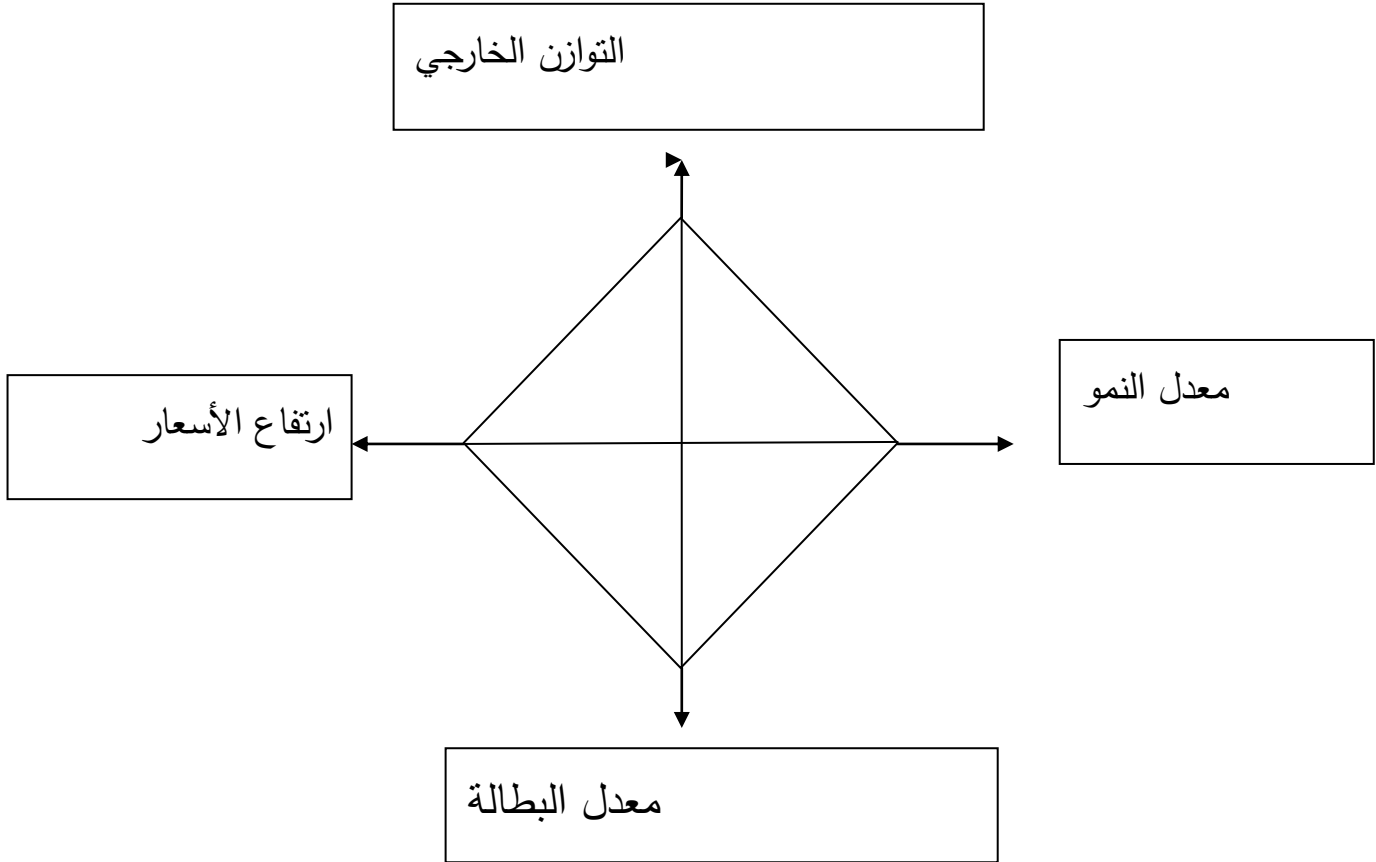 التوازن الخارجي
معدل النمو
ارتفاع الأسعار
معدل البطالة